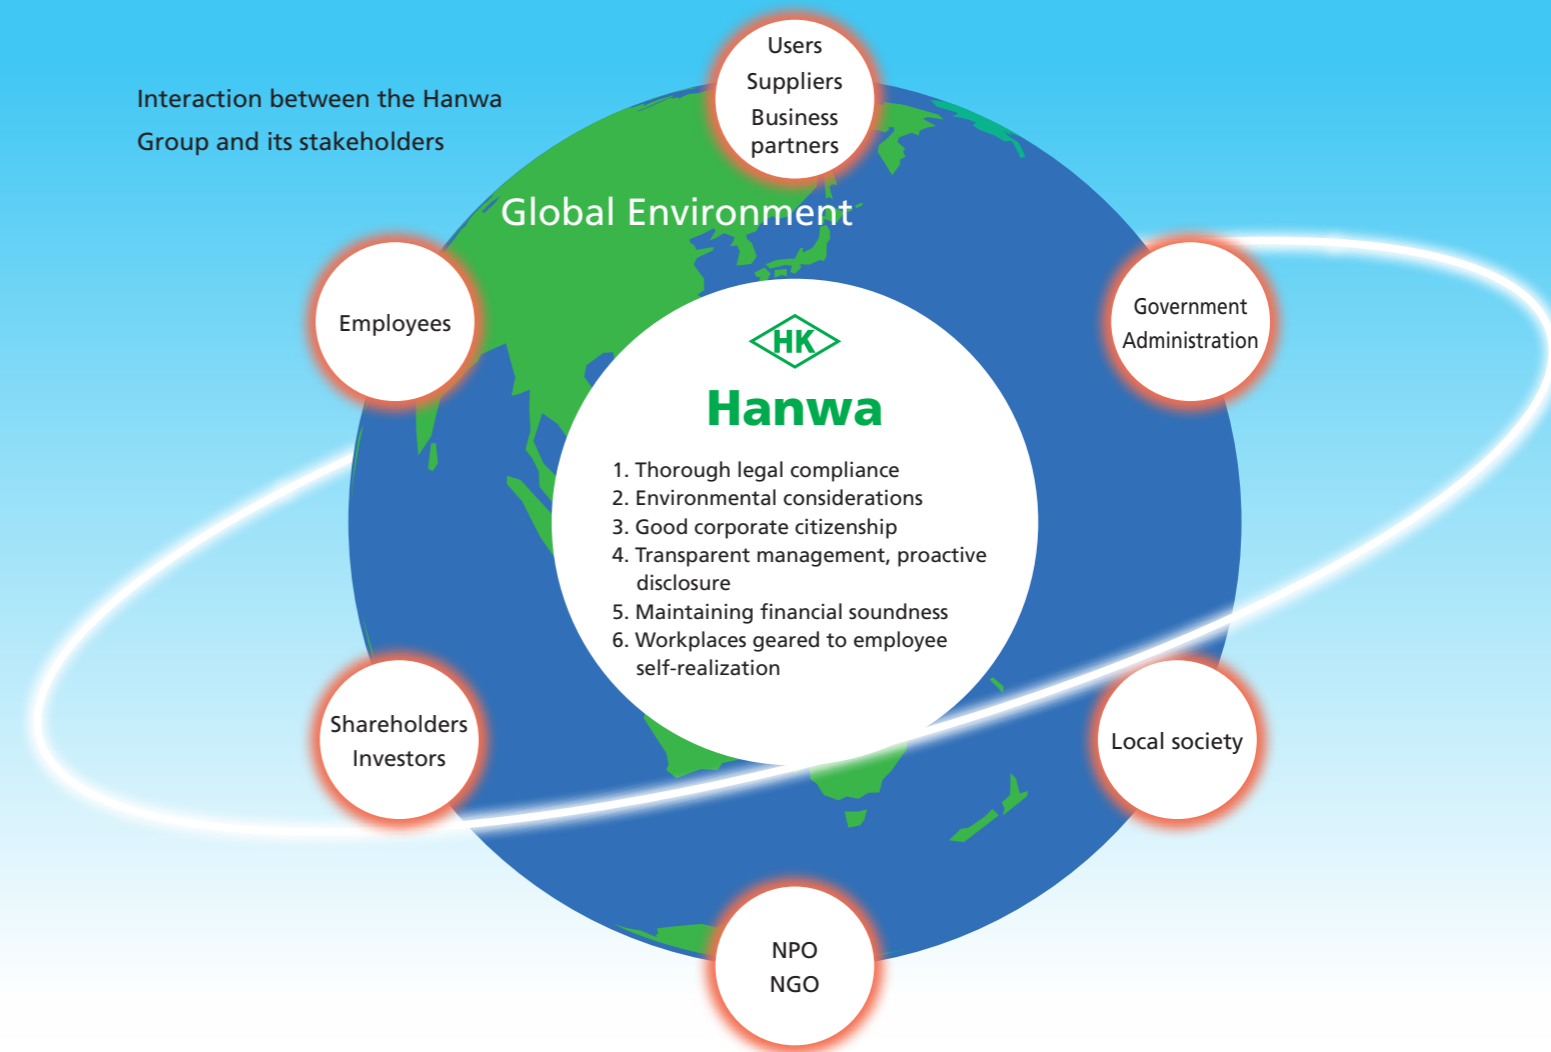 Interaction between the Hanwa
Group and its stakeholders
Users
Suppliers
Business
partners
Global Environment
Employees
Government
Administration
HK
Hanwa
1. Thorough legal compliance
2. Environmental considerations
3. Good corporate citizenship
4. Transparent management, proactive
disclosure
5. Maintaining financial soundness
6. Workplaces geared to employee
self-realization
Shareholders
Investors
Local society
NPO
NGO